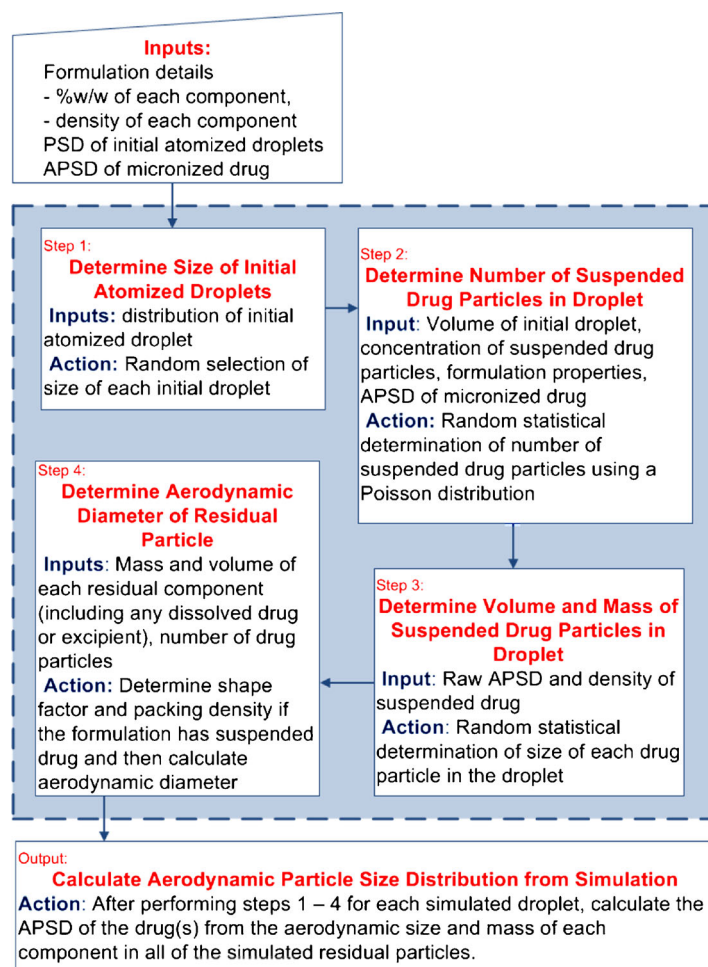 Inputs:
Formulation details
- %w/w of each component,
- density of each component
PSD of initial atomized droplets
APSD of micronized drug
Step 1:
Determine Size of Initial
Atomized Droplets
Inputs: distribution of initial
atomized droplet
Action: Random selection of
size of each initial droplet
Step 2:
Determine Number of Suspended
Drug Particles in Droplet
Input: Volume of initial droplet,
concentration of suspended drug
particles, formulation properties,
APSD of micronized drug
Action: Random statistical
determination of number of
suspended drug particles using a
Poisson distribution
Step 3:
Determine Volume and Mass of
Suspended Drug Particles in
Droplet
Input: Raw APSD and density of
suspended drug
Action: Random statistical
determination of size of each drug
particle in the droplet
Step 4:
Determine Aerodynamic
Diameter of Residual
Particle
Inputs: Mass and volume of
each residual component
(including any dissolved drug
or excipient), number of drug
particles
Action: Determine shape
factor and packing density if
the formulation has suspended
drug and then calculate
aerodynamic diameter
Output:
Calculate Aerodynamic Particle Size Distribution from Simulation
Action: After performing steps 1 – 4 for each simulated droplet, calculate the
APSD of the drug(s) from the aerodynamic size and mass of each
component in all of the simulated residual particles.